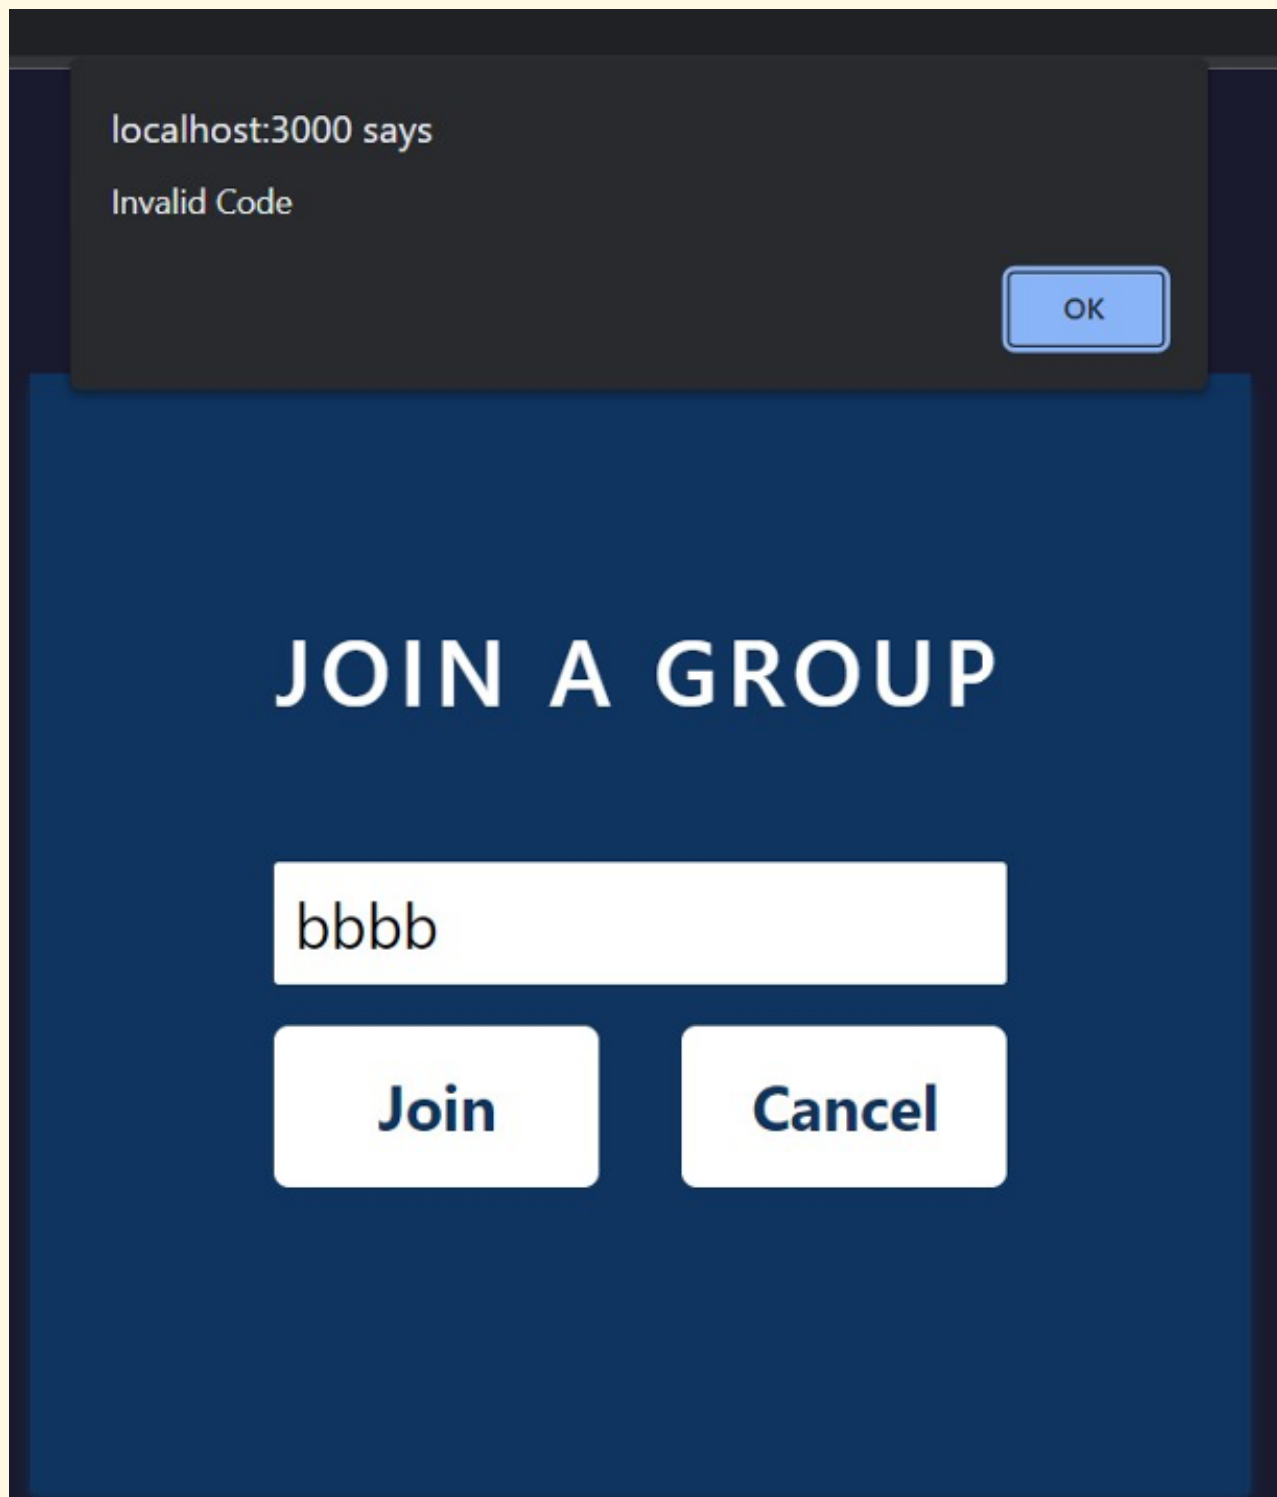 localhost:3000 says
Invalid Code
OK
JOIN A GROUP
bbbb
Join Cancel